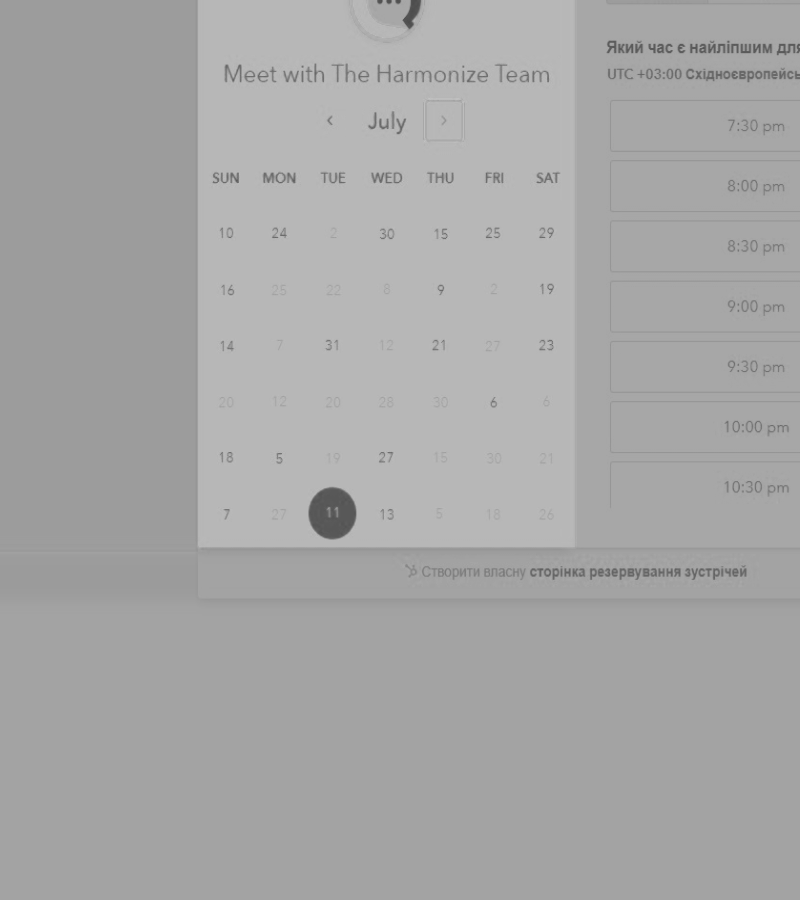 Meet with The Harmonize Team
July
SUN MON TUE WED THU FRI SAT
10 24 2 30 15 25 29
16 25 22 8 9 2 19
14 7 31 12 21 27 23
20 12 20 28 30 6 6
18 5 19 27 15 30 21
7 27 11 13 5 18 26
Який час є найліпшим для
UTC +03:00 Східноєвропейсь
7:30 pm
8:00 pm
8:30 pm
9:00 pm
9:30 pm
10:00 pm
10:30 pm
Створити власну сторінка резервування зустрічей